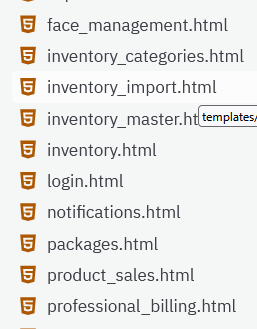 face_management.html
inventory_categories.html
inventory_import.html
inventory_master.ht
templates/
inventory.html
login.html
notifications.html
packages.html
product_sales.html
professional_billing.html